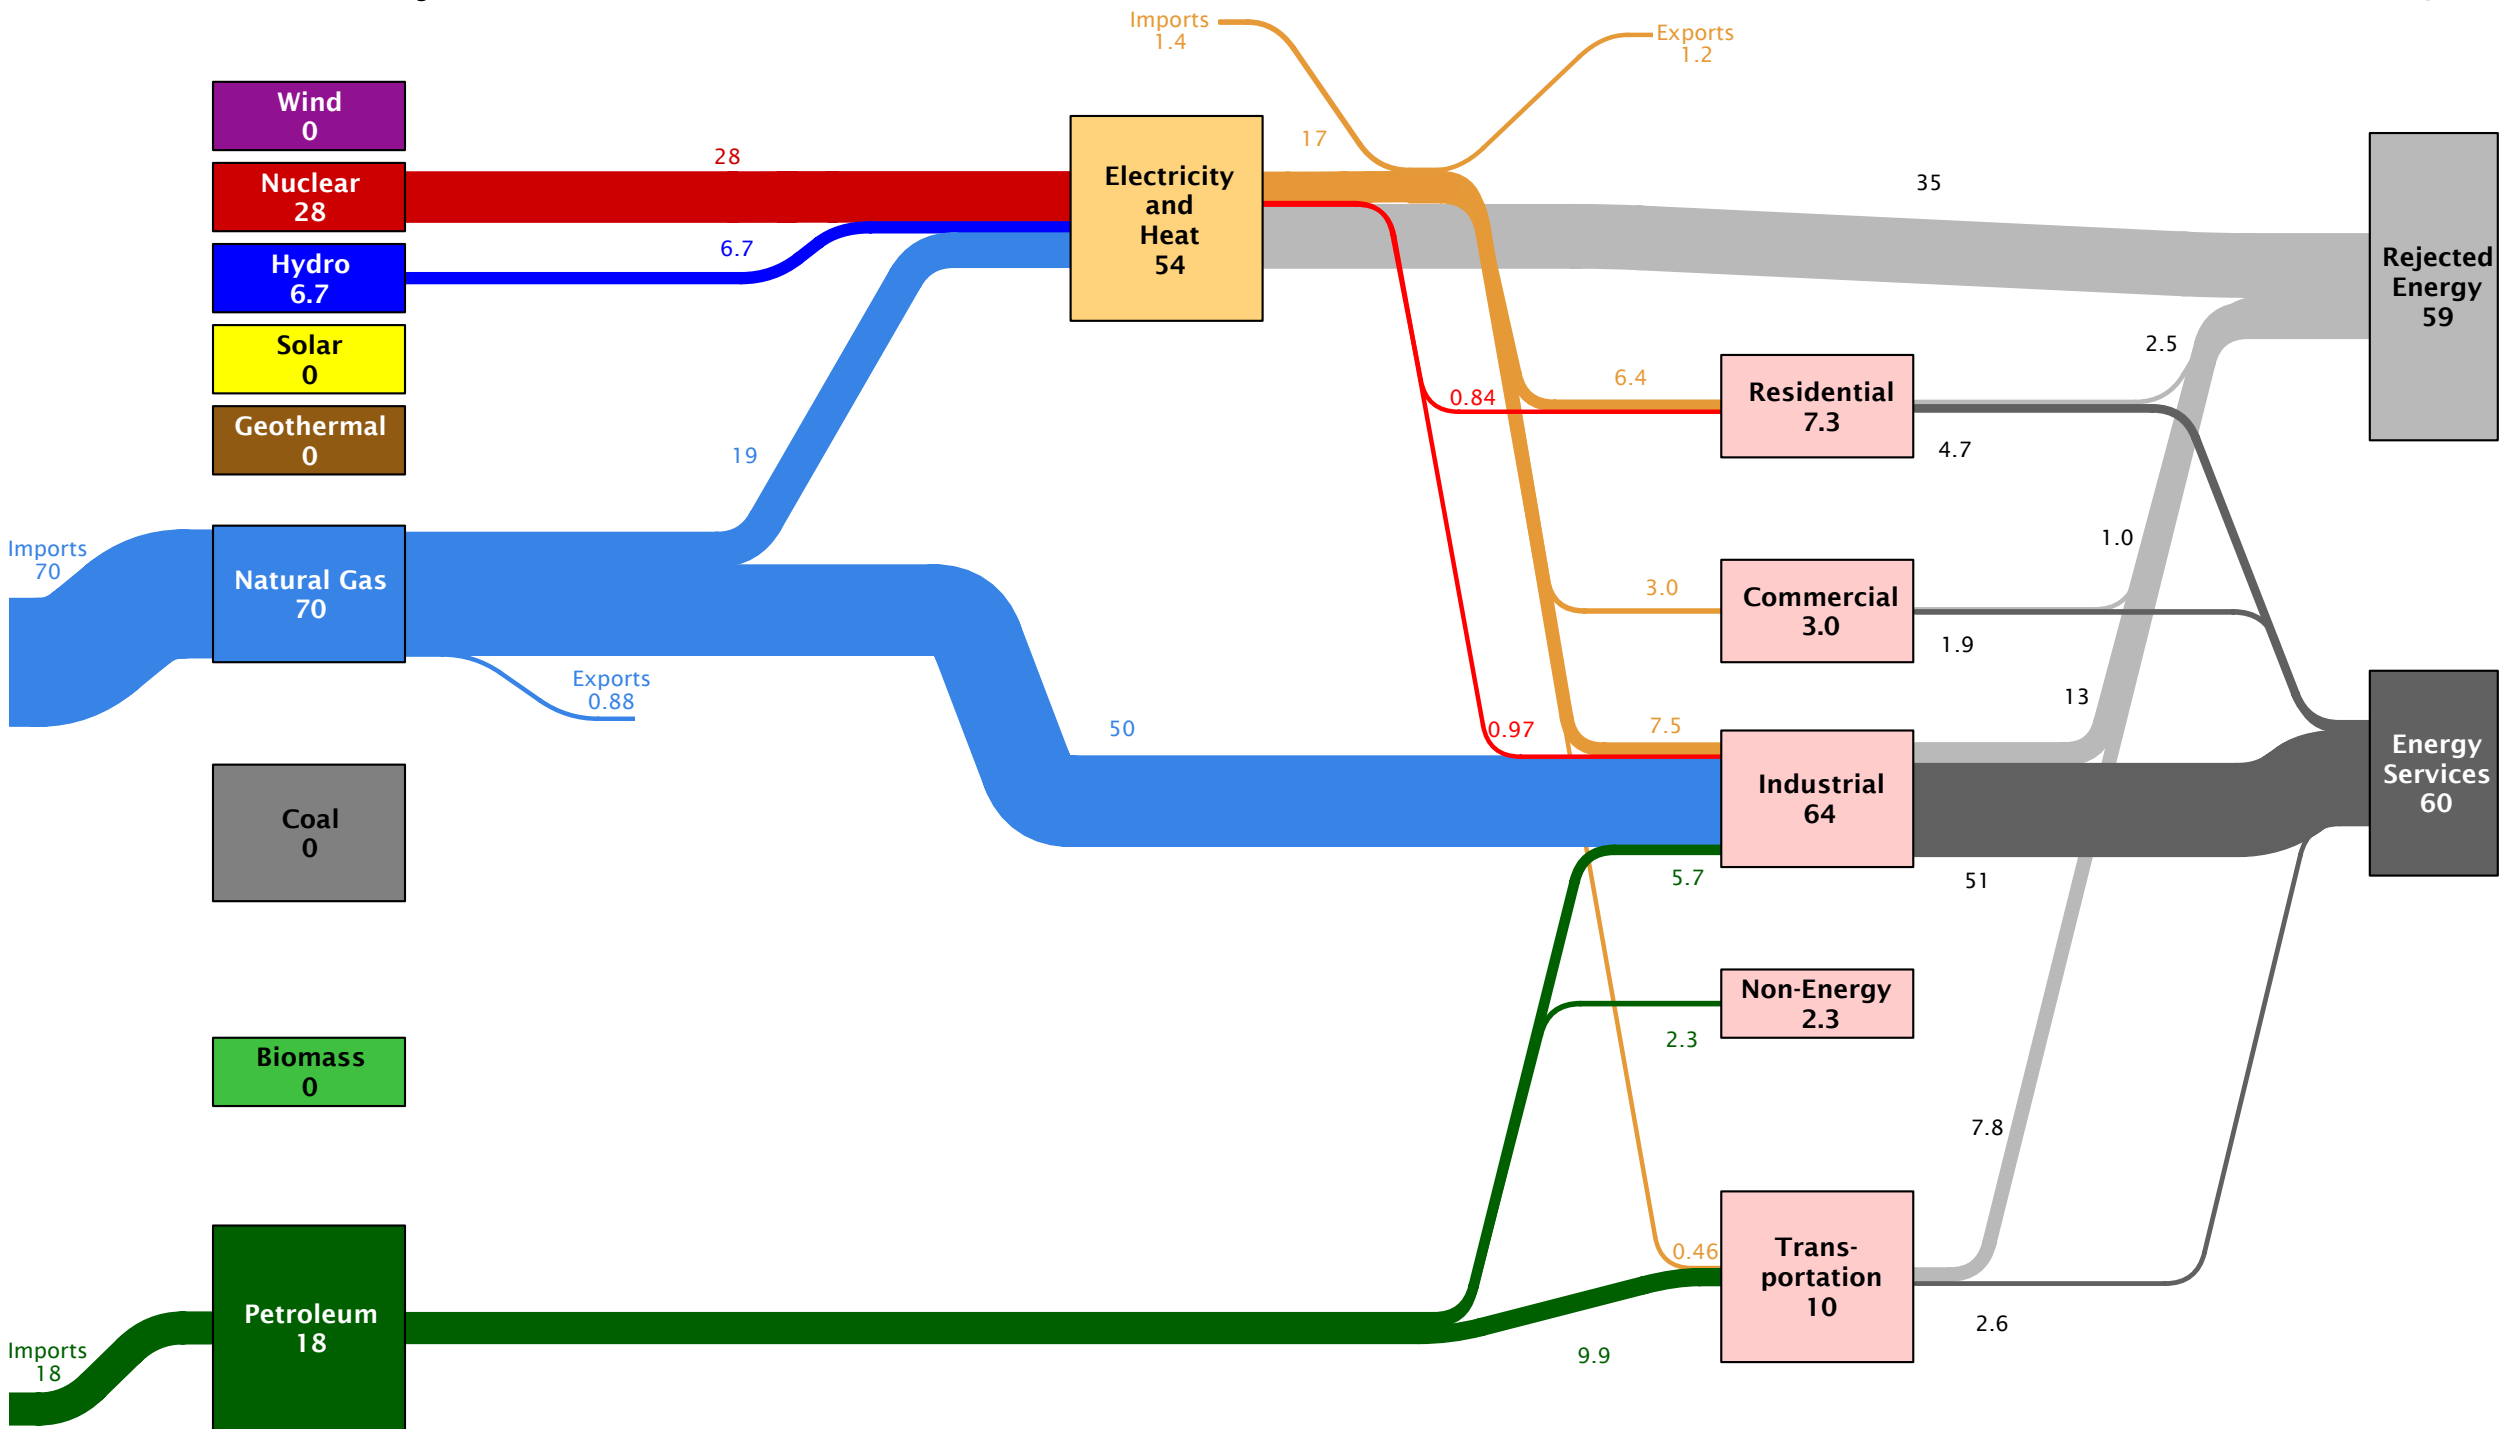 Imports
1.4
Exports
1.2
Wind
0
Nuclear
28
Hydro
6.7
Solar
0
Geothermal
0
Imports
70
Natural Gas
70
Exports
0.88
Coal
0
Biomass
0
Imports
18
Petroleum
18
28
6.7
19
50
Electricity
and
Heat
54
17
35
0.84
6.4
Residential
7.3
2.5
4.7
3.0
Commercial
3.0
1.0
1.9
0.97
7.5
5.7
Industrial
64
13
51
2.3
Non-Energy
2.3
0.46
9.9
Trans-
portation
10
7.8
2.6
Rejected
Energy
59
Energy
Services
60